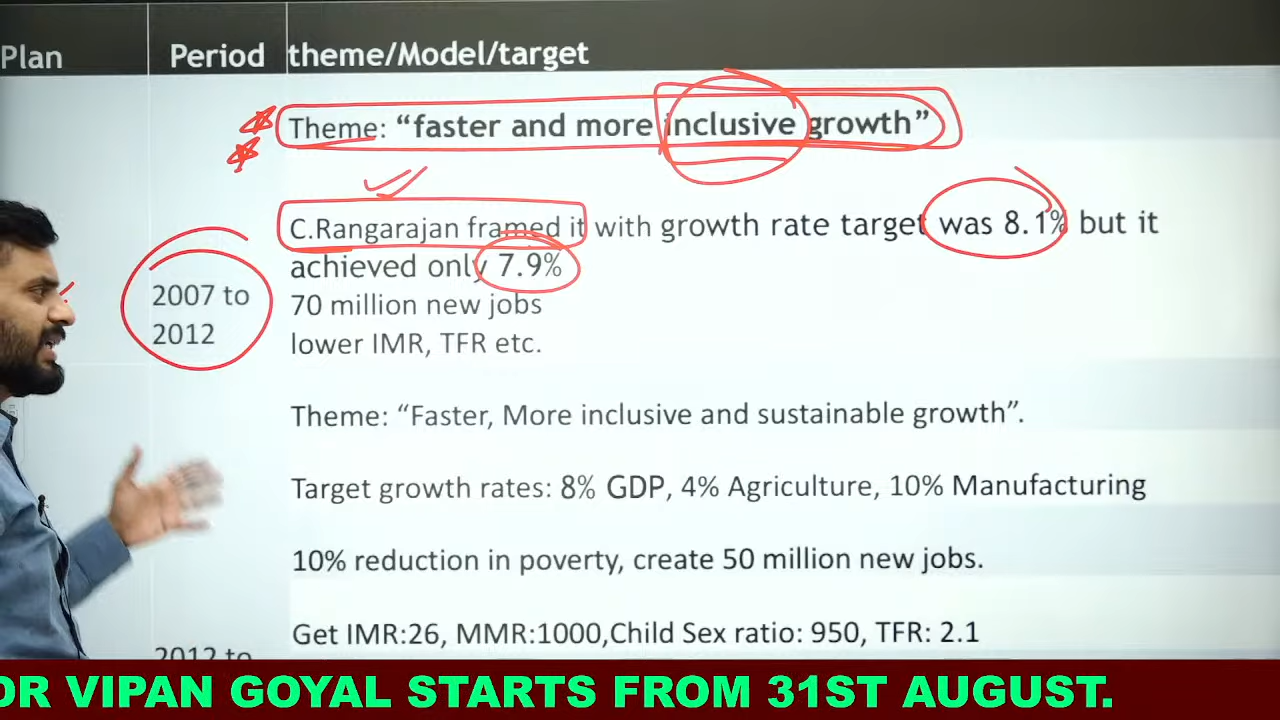 Plan Period theme/Model/target
Theme: “faster and more inclusive growth”
C.Rangarajan framed it with growth rate target was 8.1% but it
achieved only 7.9%
2007 to
2012
70 million new jobs
lower IMR, TFR etc.
Theme: “Faster, More inclusive and sustainable growth”.
Target growth rates: 8% GDP, 4% Agriculture, 10% Manufacturing
10% reduction in poverty, create 50 million new jobs.
Get IMR:26, MMR:1000,Child Sex ratio: 950, TFR: 2.1
2012 to
OR VIPAN GOYAL STARTS FROM 31ST AUGUST.